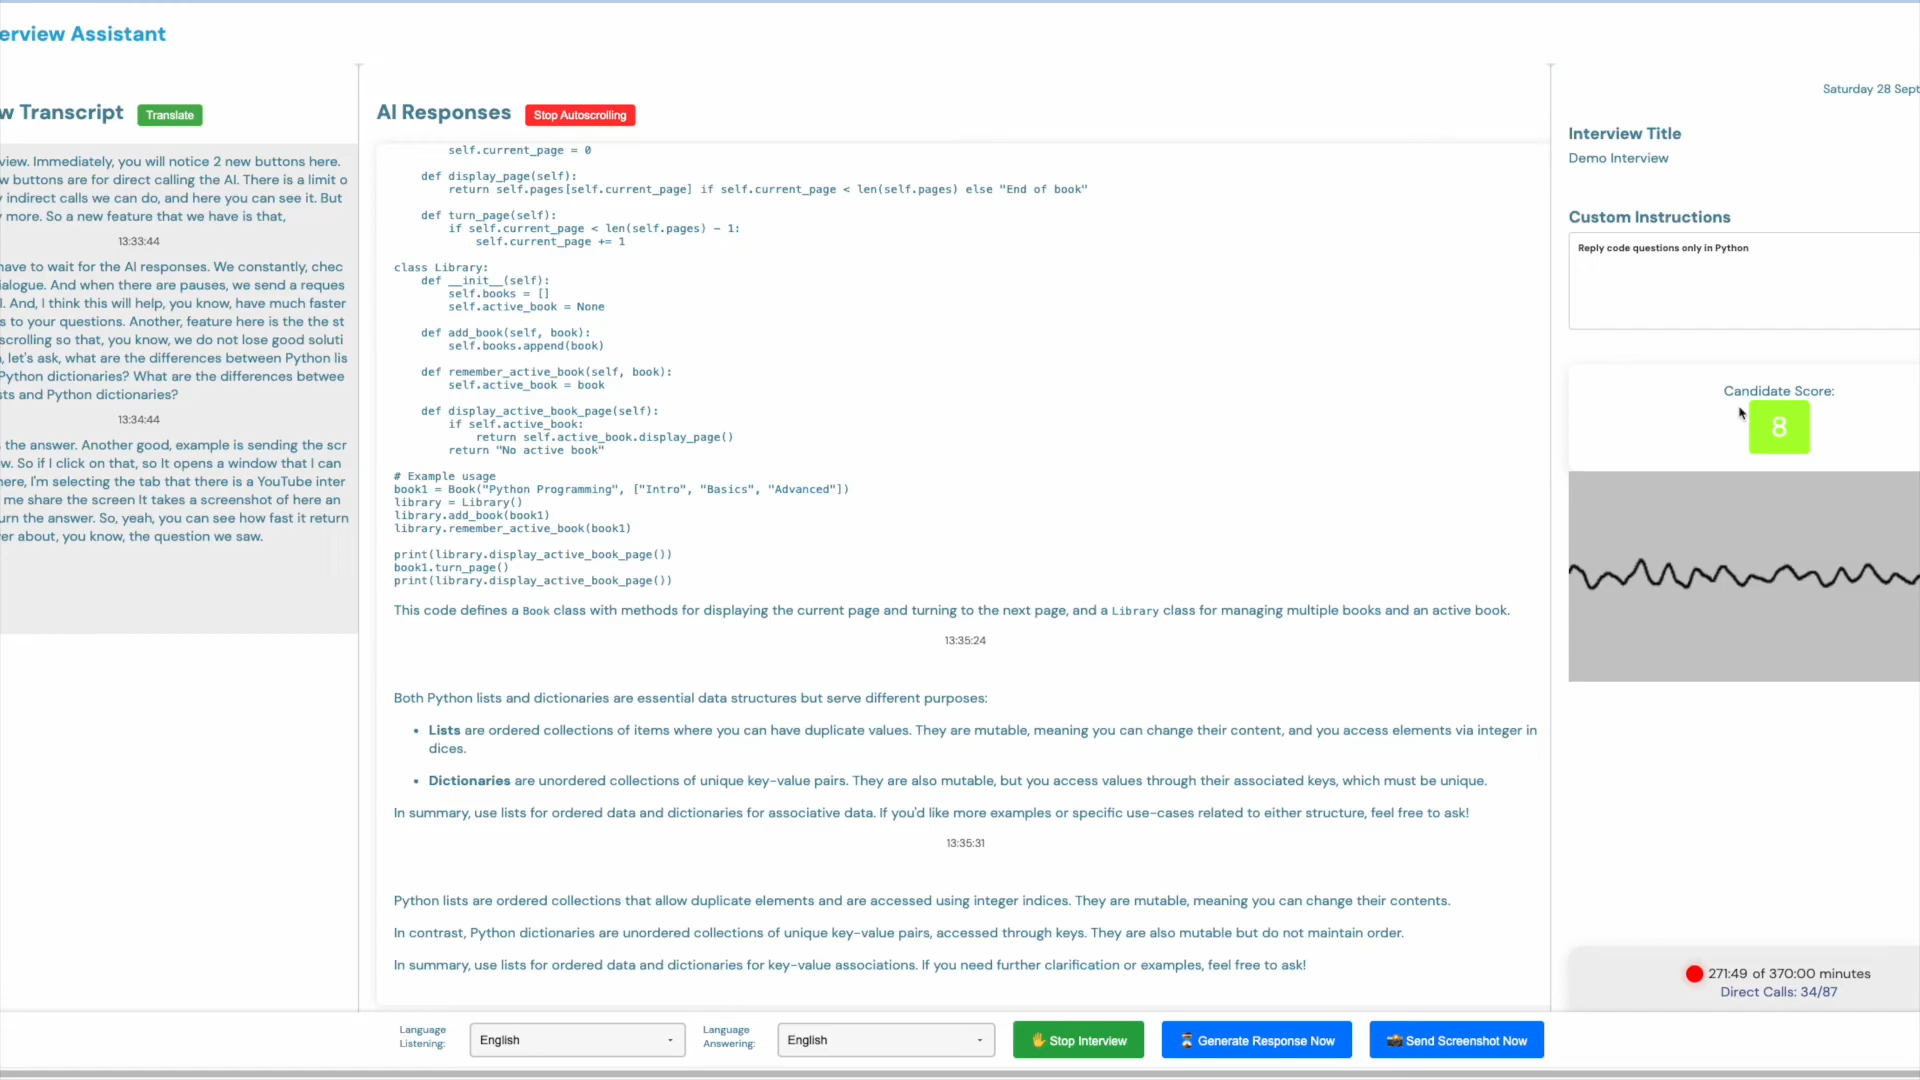 erview Assistant
w Transcript
Translate
view. Immediately, you will notice 2 new buttons here.
w buttons are for direct calling the AI. There is a limit o
y indirect calls we can do, and here you can see it. But
y more. So a new feature that we have is that,
13:33:44
have to wait for the AI responses. We constantly, chec
ialogue. And when there are pauses, we send a reques
I. And, I think this will help, you know, have much faster
s to your questions. Another, feature here is the the st
scrolling so that, you know, we do not lose good soluti
, let's ask, what are the differences between Python lis
Python dictionaries? What are the differences betwee
sts and Python dictionaries?
13:34:44
the answer. Another good, example is sending the scr
w. So if I click on that, so It opens a window that I can
here, I'm selecting the tab that there is a YouTube inter
me share the screen It takes a screenshot of here an
urn the answer. So, yeah, you can see how fast it return
er about, you know, the question we saw.
AI Responses
Stop Autoscrolling
self.current_page = 0
def display_page(self):
return self.pages[self.current_page] if self.current_page < len(self.pages) else "End of book"
def turn_page(self):
if self.current_page < len(self.pages) - 1:
self.current_page += 1
class Library:
def __init__(self):
self.books = []
self.active_book = None
def add_book(self, book):
self.books.append(book)
def remember_active_book(self, book):
self.active_book = book
def display_active_book_page(self):
if self.active_book:
return self.active_book.display_page()
return "No active book"
# Example usage
book1 = Book("Python Programming", ["Intro", "Basics", "Advanced"])
library = Library()
library.add_book(book1)
library.remember_active_book(book1)
print(library.display_active_book_page())
book1.turn_page()
print(library.display_active_book_page())
This code defines a Book class with methods for displaying the current page and turning to the next page, and a Library class for managing multiple books and an active book.
13:35:24
Both Python lists and dictionaries are essential data structures but serve different purposes:
• Lists are ordered collections of items where you can have duplicate values. They are mutable, meaning you can change their content, and you access elements via integer in
dices.
• Dictionaries are unordered collections of unique key-value pairs. They are also mutable, but you access values through their associated keys, which must be unique.
In summary, use lists for ordered data and dictionaries for associative data. If you'd like more examples or specific use-cases related to either structure, feel free to ask!
13:35:31
Python lists are ordered collections that allow duplicate elements and are accessed using integer indices. They are mutable, meaning you can change their contents.
In contrast, Python dictionaries are unordered collections of unique key-value pairs, accessed through keys. They are also mutable but do not maintain order.
In summary, use lists for ordered data and dictionaries for key-value associations. If you need further clarification or examples, feel free to ask!
Saturday 28 Sept
Interview Title
Demo Interview
Custom Instructions
Reply code questions only in Python
Candidate Score:
8
271:49 of 370:00 minutes
Direct Calls: 34/87
Language
Listening:
English
Language
Answering:
English
Stop Interview
Generate Response Now
Send Screenshot Now